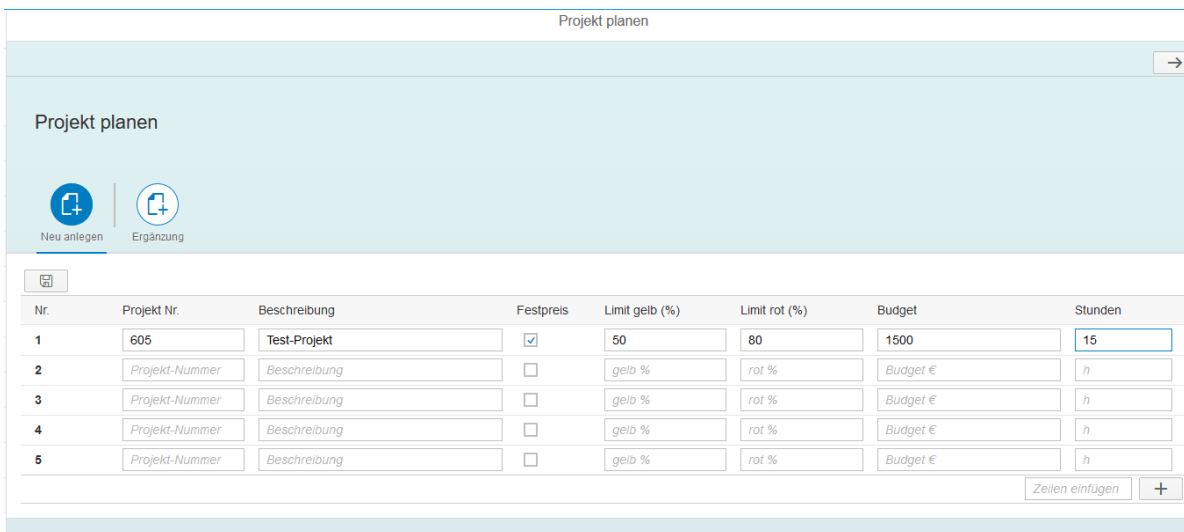 Projekt planen
Projekt planen
Neu anlegen Ergänzung
Nr. Projekt Nr. Beschreibung Festpreis Limit gelb (%) Limit rot (%) Budget Stunden
1 605 Test-Projekt 50 80 1500 15
2 Projekt-Nummer Beschreibung gelb % rot % Budget € h
3 Projekt-Nummer Beschreibung gelb % rot % Budget € h
4 Projekt-Nummer Beschreibung gelb % rot % Budget € h
5 Projekt-Nummer Beschreibung gelb % rot % Budget € h
Zeilen einfügen